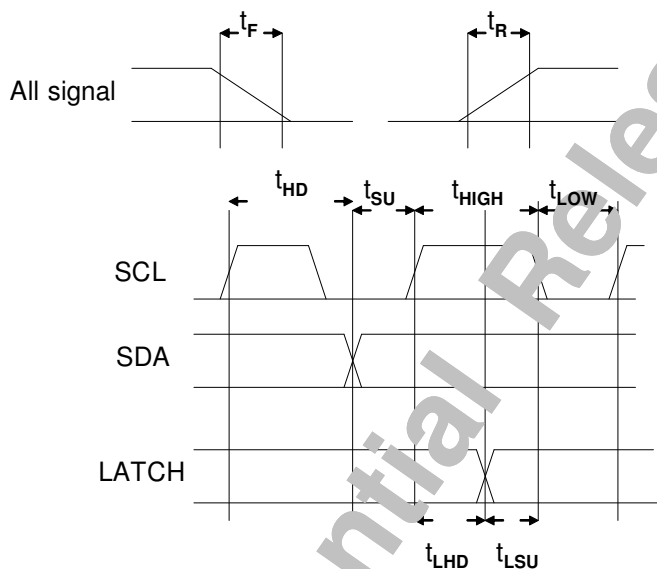 tF tR
All signal
tHD tSU tHIGH tLOW
SCL
SDA
LATCH
tLHD tLSU